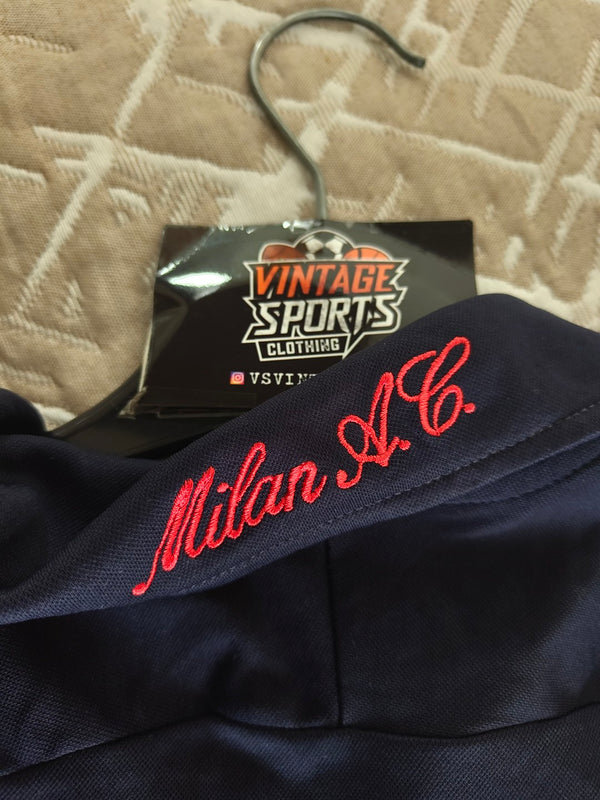 VINTAGE
SPORTS
CLOTHING
Milan A.C.